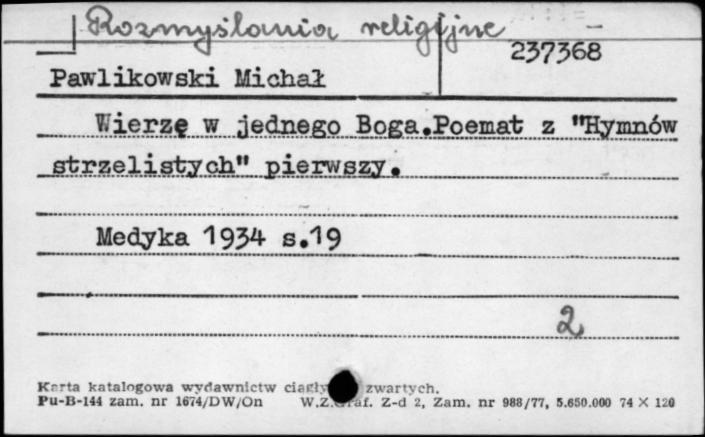 Rozmyślania religijne
237368
Pawlikowski Michał
Wierzę w jednego Boga.Poemat z "Hymnów
strzelistych" pierwszy.
Medyka 1934 s.19
2
Karta katalogowa wydawnictw zwartych.
Pu-B-144 zam. nr 1674/DW/On W.Z.Graf. Z-d 2, Zam. nr 988/77, 5.650.000 74 X 120